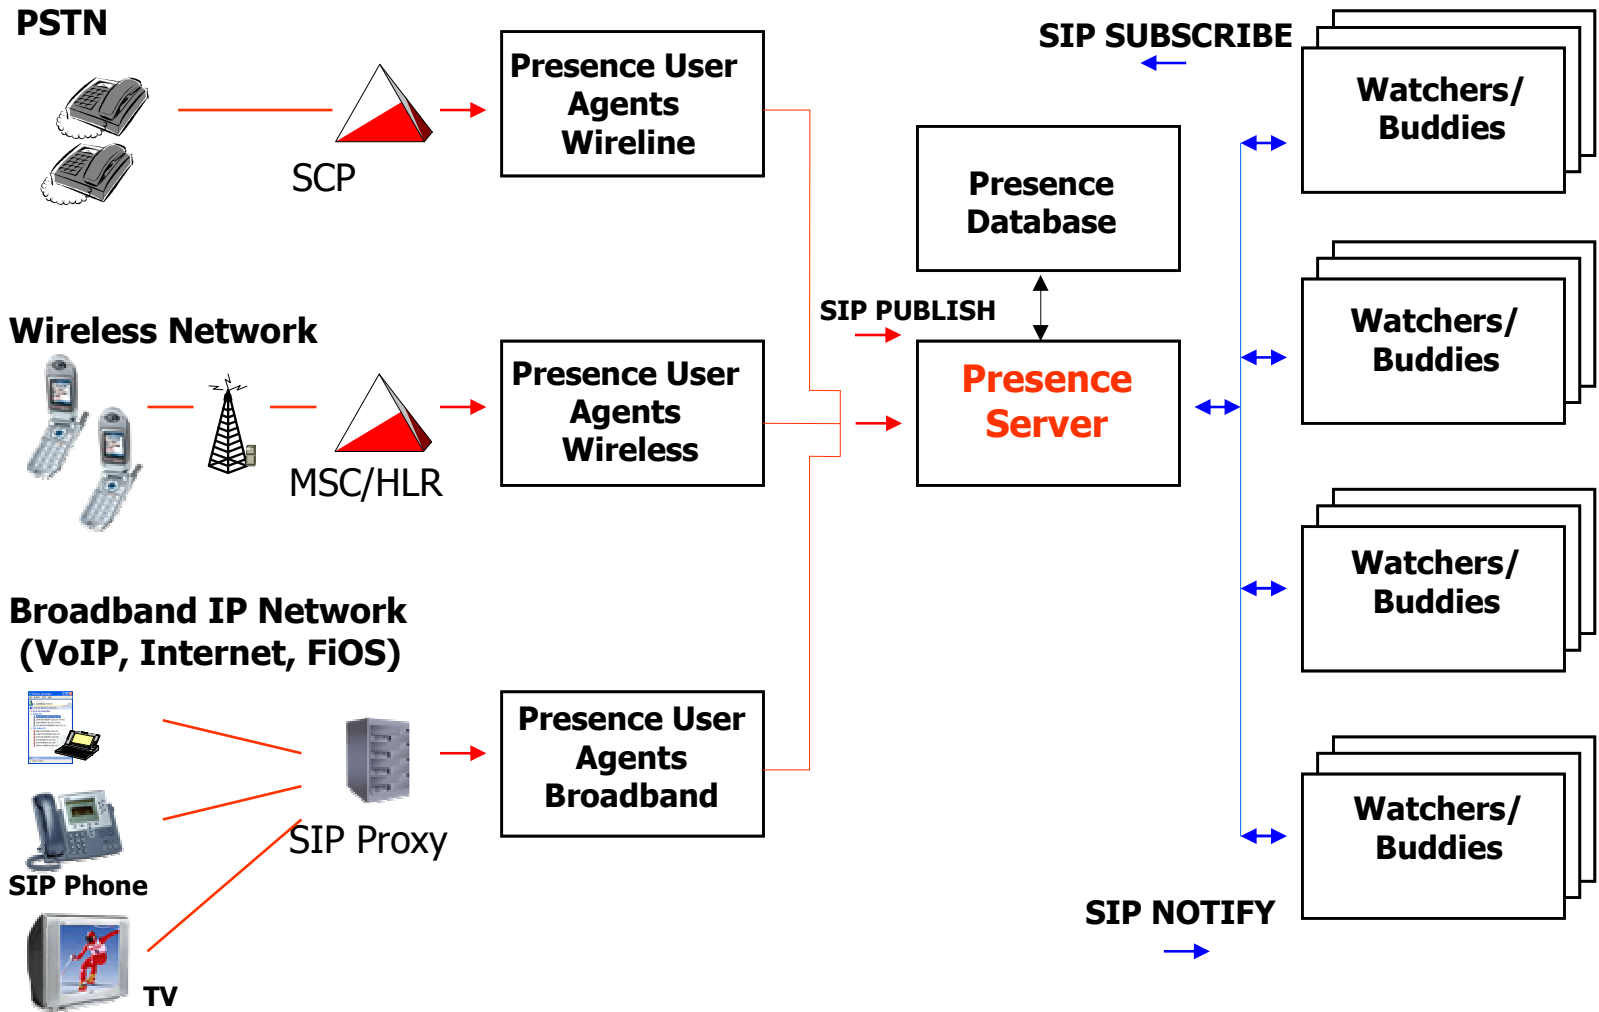 PSTN
SCP
Presence User
Agents
Wireline
Wireless Network
MSC/HLR
Presence User
Agents
Wireless
Broadband IP Network
(VoIP, Internet, FiOS)
SIP Phone
TV
SIP Proxy
Presence User
Agents
Broadband
SIP PUBLISH
Presence
Database
Presence
Server
SIP SUBSCRIBE
Watchers/
Buddies
Watchers/
Buddies
Watchers/
Buddies
Watchers/
Buddies
SIP NOTIFY